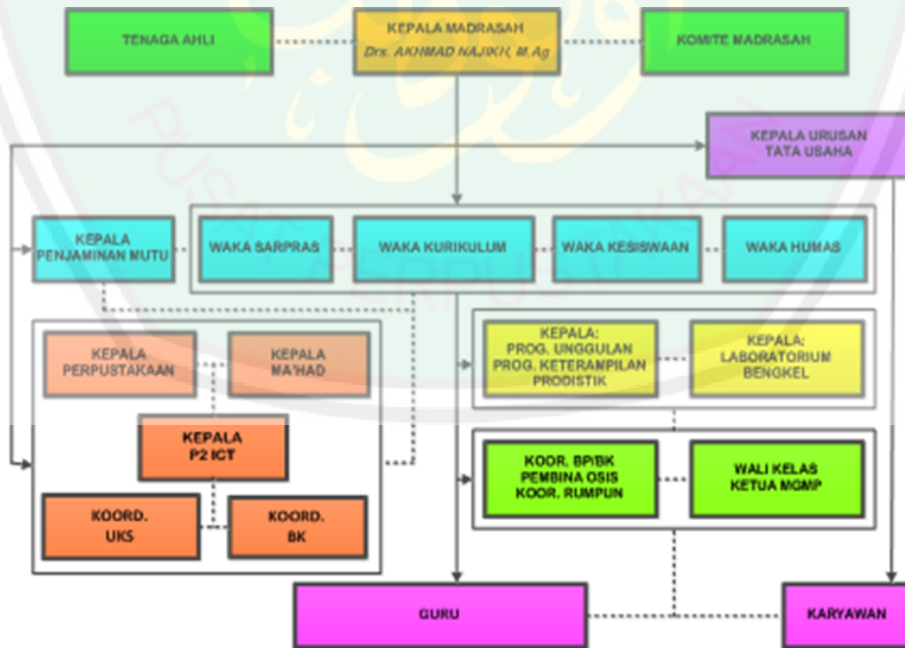 TENAGA AHLI
KEPALA MADRASAH
Drs. AKHMAD NAJIKH, M.Ag
KOMITE MADRASAH
KEPALA URUSAN
TATA USAHA
KEPALA
PENJAMINAN MUTU
WAKA SARPRAS
WAKA KURIKULUM
WAKA KESISWAAN
WAKA HUMAS
KEPALA
PERPUSTAKAAN
KEPALA
MA'HAD
KEPALA
P2 ICT
KOORD.
UKS
KOORD.
BK
KEPALA:
PROG. UNGGULAN
PROG. KETERAMPILAN
PRODISTIK
KEPALA:
LABORATORIUM
BENGKEL
KOOR. BP/BK
PEMBINA OSIS
KOOR. RUMPUN
WALI KELAS
KETUA MGMP
GURU
KARYAWAN
PUSAT PERPUSTAKAAN